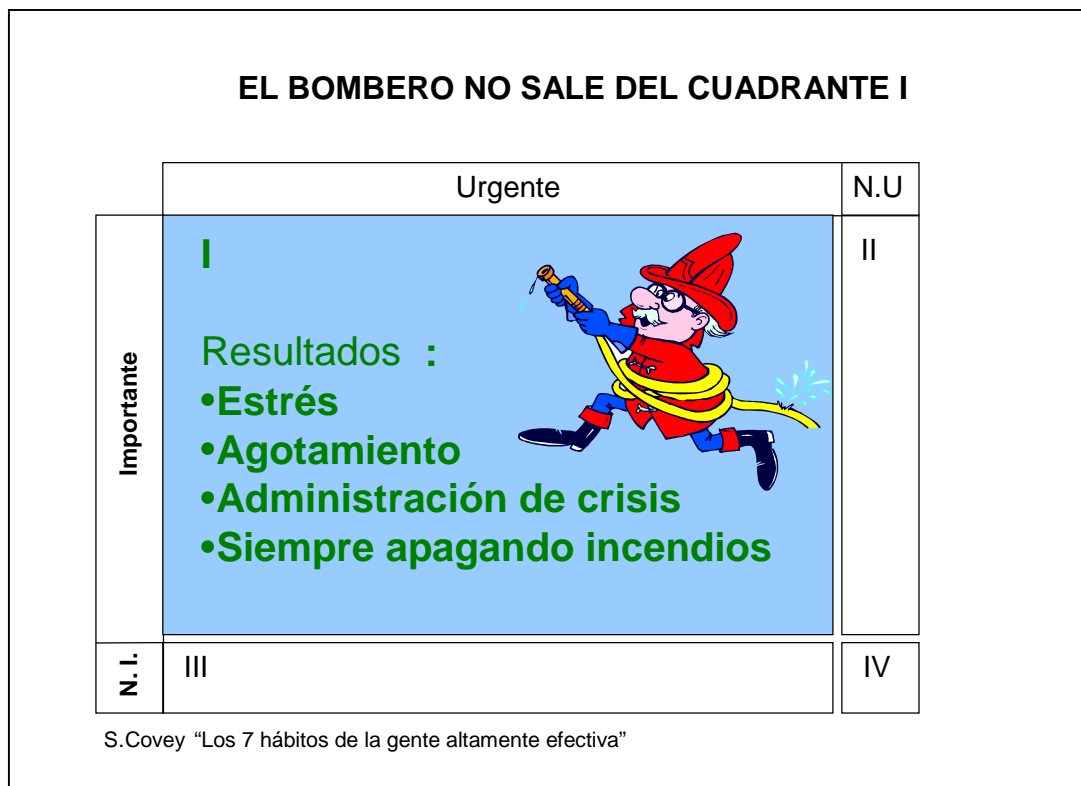 EL BOMBERO NO SALE DEL CUADRANTE I
Urgente
N.U
Importante
I
II
Resultados :
•Estrés
•Agotamiento
•Administración de crisis
•Siempre apagando incendios
N. I.
III
IV
S.Covey “Los 7 hábitos de la gente altamente efectiva”